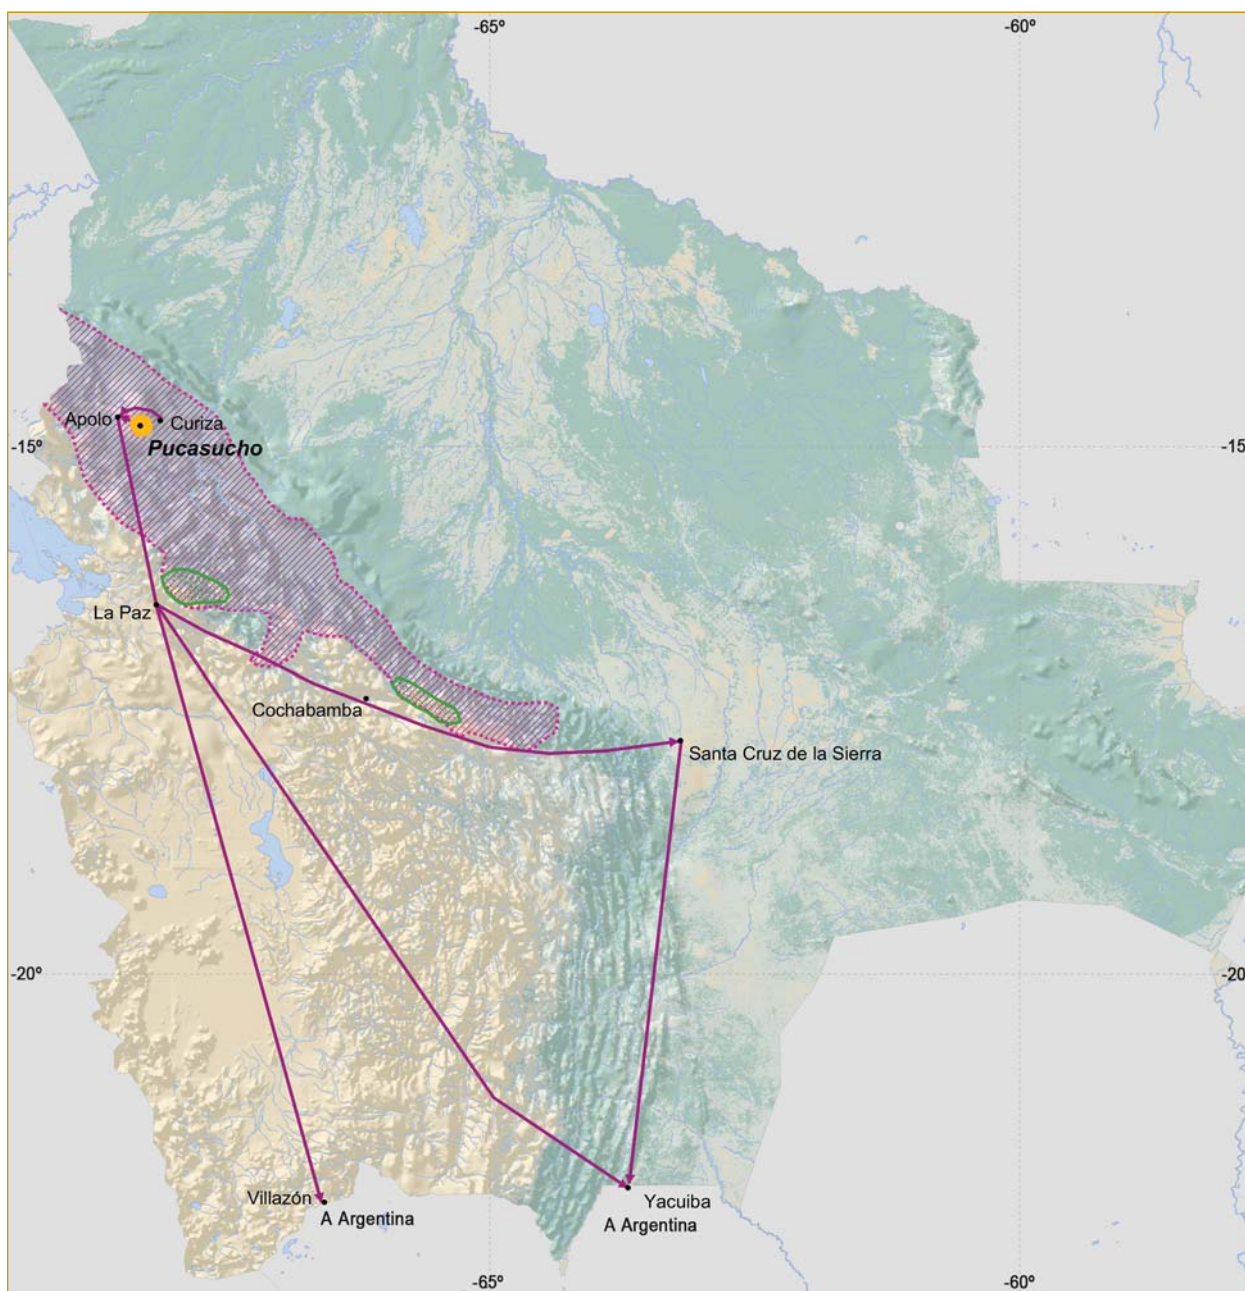 -65º
-60º
Apolo
Curiza
Pucasucho
-15º
-15
La Paz
Cochabamba
Santa Cruz de la Sierra
-20º
-20
Villazón
A Argentina
Yacuiba
A Argentina
-65º
-60º